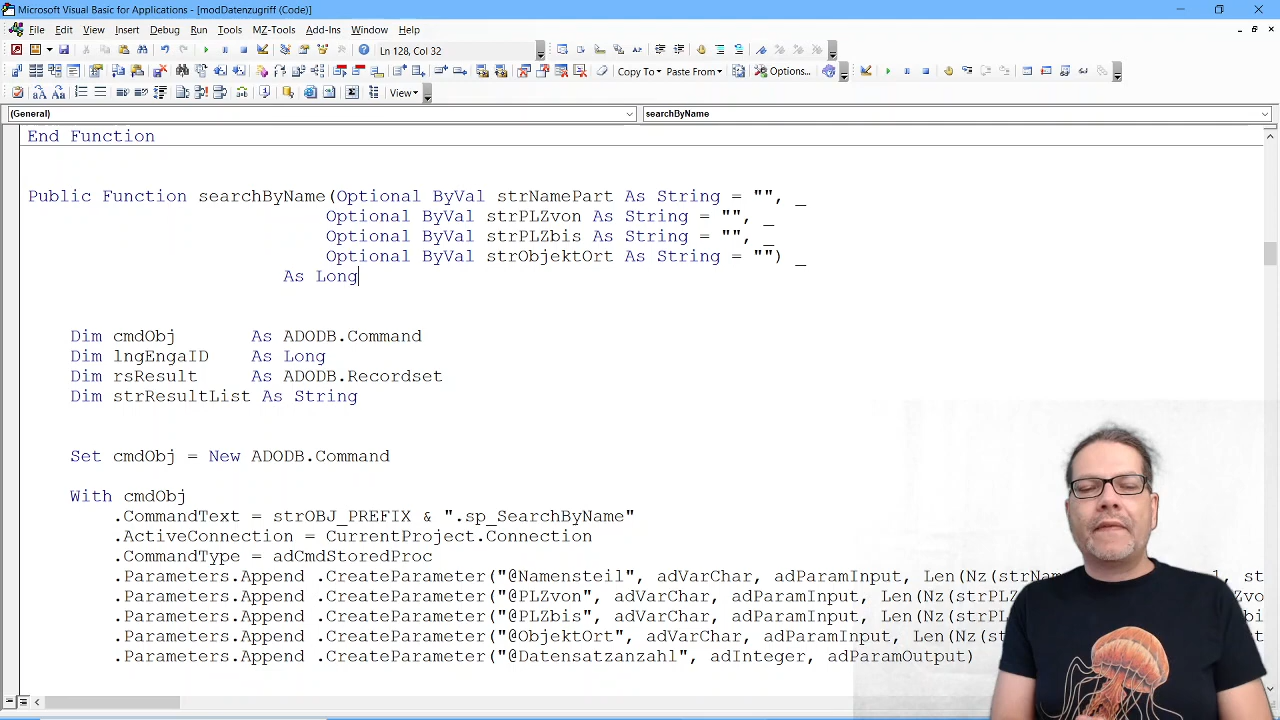 Microsoft Visual Basic for Applications - [modDatenzugriff (Code)]
File Edit View Insert Debug Run Tools MZ-Tools Add-Ins Window Help
Ln 128, Col 32
Copy To Paste From Options...
View
(General) searchByName
End Function
Public Function searchByName(Optional ByVal strNamePart As String = "", _
Optional ByVal strPLZvon As String = "", _
Optional ByVal strPLZbis As String = "", _
Optional ByVal strObjektOrt As String = "") _
As Long
Dim cmdObj As ADODB.Command
Dim lngEngaID As Long
Dim rsResult As ADODB.Recordset
Dim strResultList As String
Set cmdObj = New ADODB.Command
With cmdObj
.CommandText = strOBJ_PREFIX & ".sp_SearchByName"
.ActiveConnection = CurrentProject.Connection
.CommandType = adCmdStoredProc
.Parameters.Append .CreateParameter("@Namensteil", adVarChar, adParamInput, Len(Nz(strNa
.Parameters.Append .CreateParameter("@PLZvon", adVarChar, adParamInput, Len(Nz(strPLZ
.Parameters.Append .CreateParameter("@PLZbis", adVarChar, adParamInput, Len(Nz(strPLZ
.Parameters.Append .CreateParameter("@ObjektOrt", adVarChar, adParamInput, Len(Nz(st
.Parameters.Append .CreateParameter("@Datensatzanzahl", adInteger, adParamOutput)